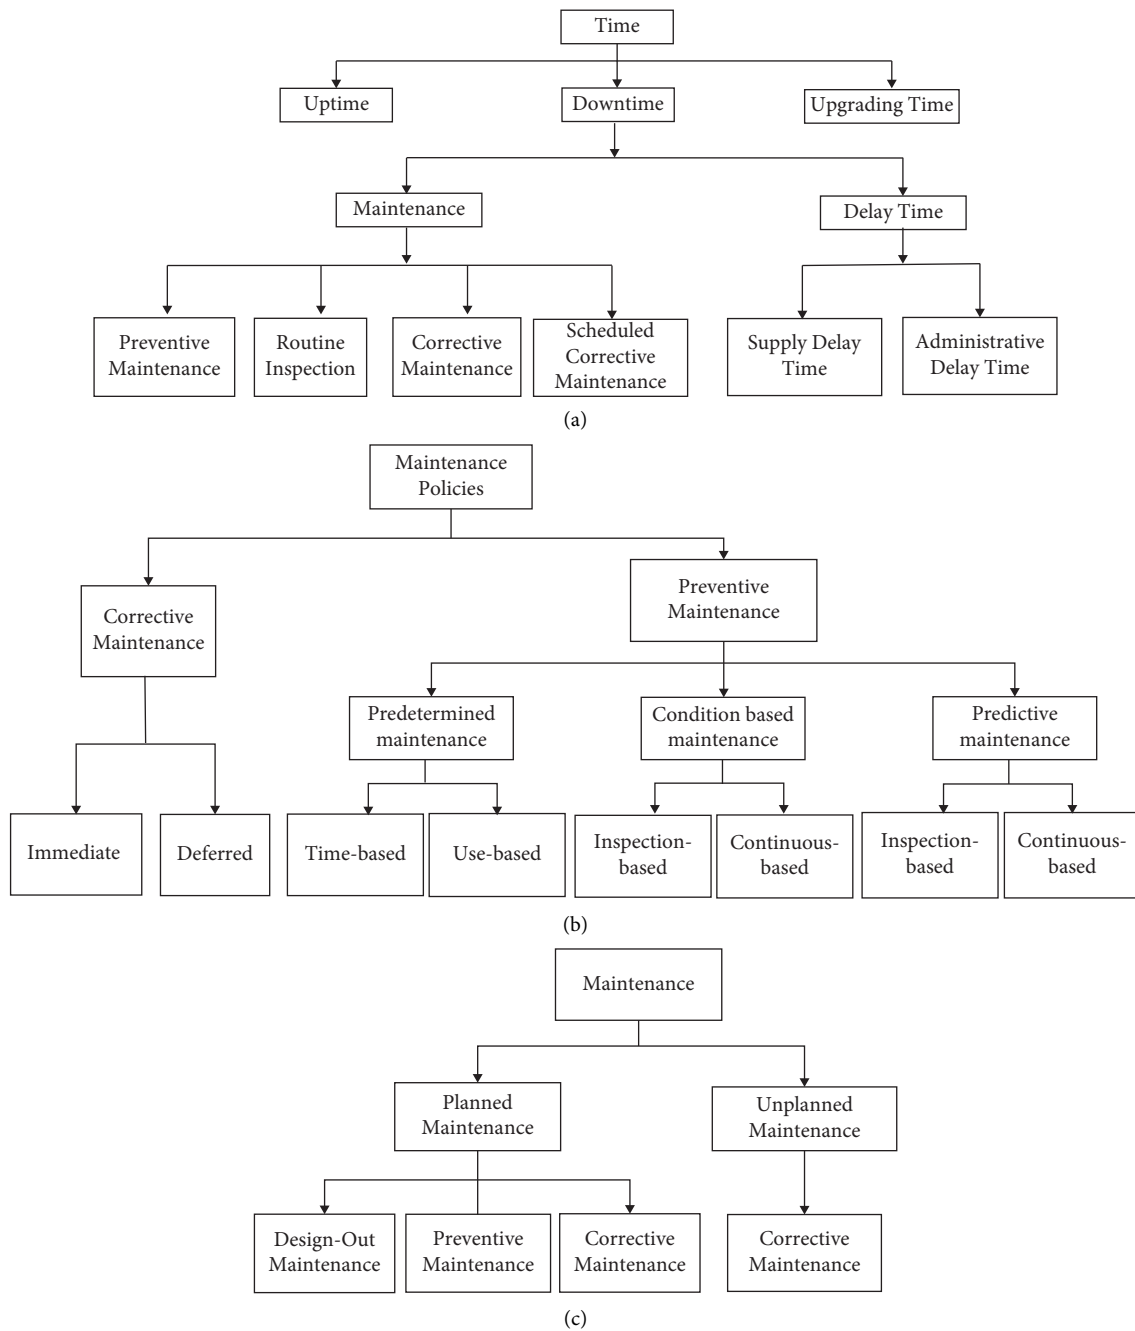 Time
Uptime
Downtime
Upgrading Time
Maintenance
Delay Time
Preventive
Maintenance
Routine
Inspection
Corrective
Maintenance
Scheduled
Corrective
Maintenance
Supply Delay
Time
Administrative
Delay Time
(a)
Maintenance
Policies
Corrective
Maintenance
Preventive
Maintenance
Predetermined
maintenance
Condition based
maintenance
Predictive
maintenance
Immediate
Deferred
Time-based
Use-based
Inspection-
based
Continuous-
based
Inspection-
based
Continuous-
based
(b)
Maintenance
Planned
Maintenance
Unplanned
Maintenance
Design-Out
Maintenance
Preventive
Maintenance
Corrective
Maintenance
Corrective
Maintenance
(c)